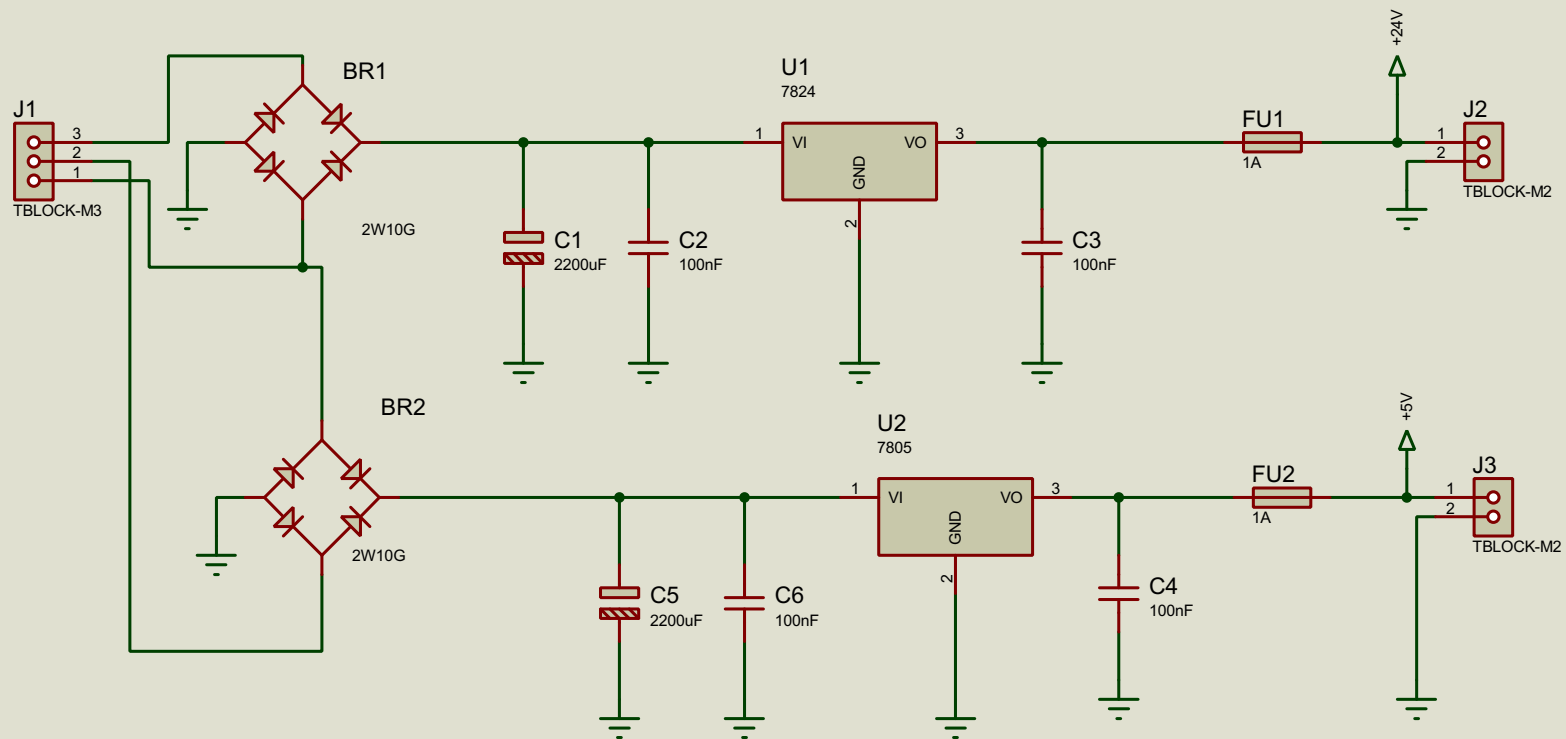 J1
3
2
1
TBLOCK-M3
BR1
2W10G
C1
2200uF
C2
100nF
U1
7824
1
VI
VO
3
GND
2
C3
100nF
FU1
1A
+24V
J2
1
2
TBLOCK-M2
BR2
2W10G
C5
2200uF
C6
100nF
U2
7805
1
VI
VO
3
GND
2
C4
100nF
FU2
1A
+5V
J3
1
2
TBLOCK-M2